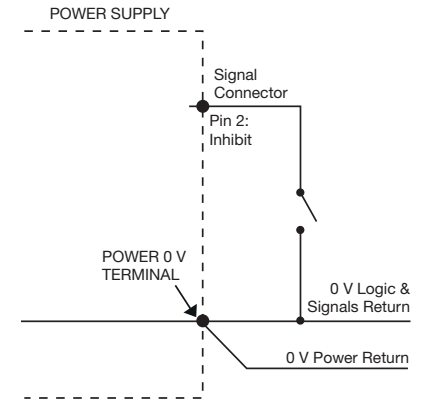 POWER SUPPLY
Signal
Connector
Pin 2:
Inhibit
POWER 0 V
TERMINAL
0 V Logic &
Signals Return
0 V Power Return